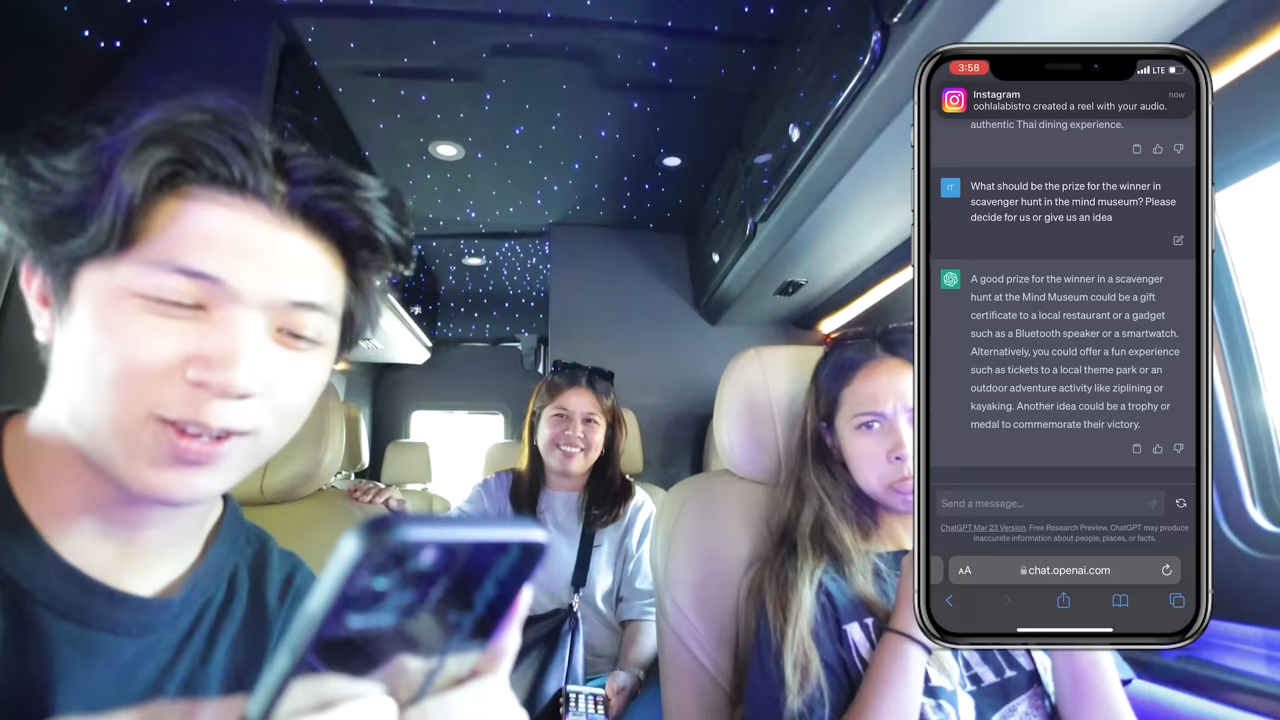 3:58
LTE
Instagram
now
oohlalabistro created a reel with your audio.
authentic Thai dining experience.
IT
What should be the prize for the winner in
scavenger hunt in the mind museum? Please
decide for us or give us an idea
A good prize for the winner in a scavenger
hunt at the Mind Museum could be a gift
certificate to a local restaurant or a gadget
such as a Bluetooth speaker or a smartwatch.
Alternatively, you could offer a fun experience
such as tickets to a local theme park or an
outdoor adventure activity like ziplining or
kayaking. Another idea could be a trophy or
medal to commemorate their victory.
Send a message...
ChatGPT Mar 23 Version. Free Research Preview. ChatGPT may produce
inaccurate information about people, places, or facts.
AA
chat.openai.com